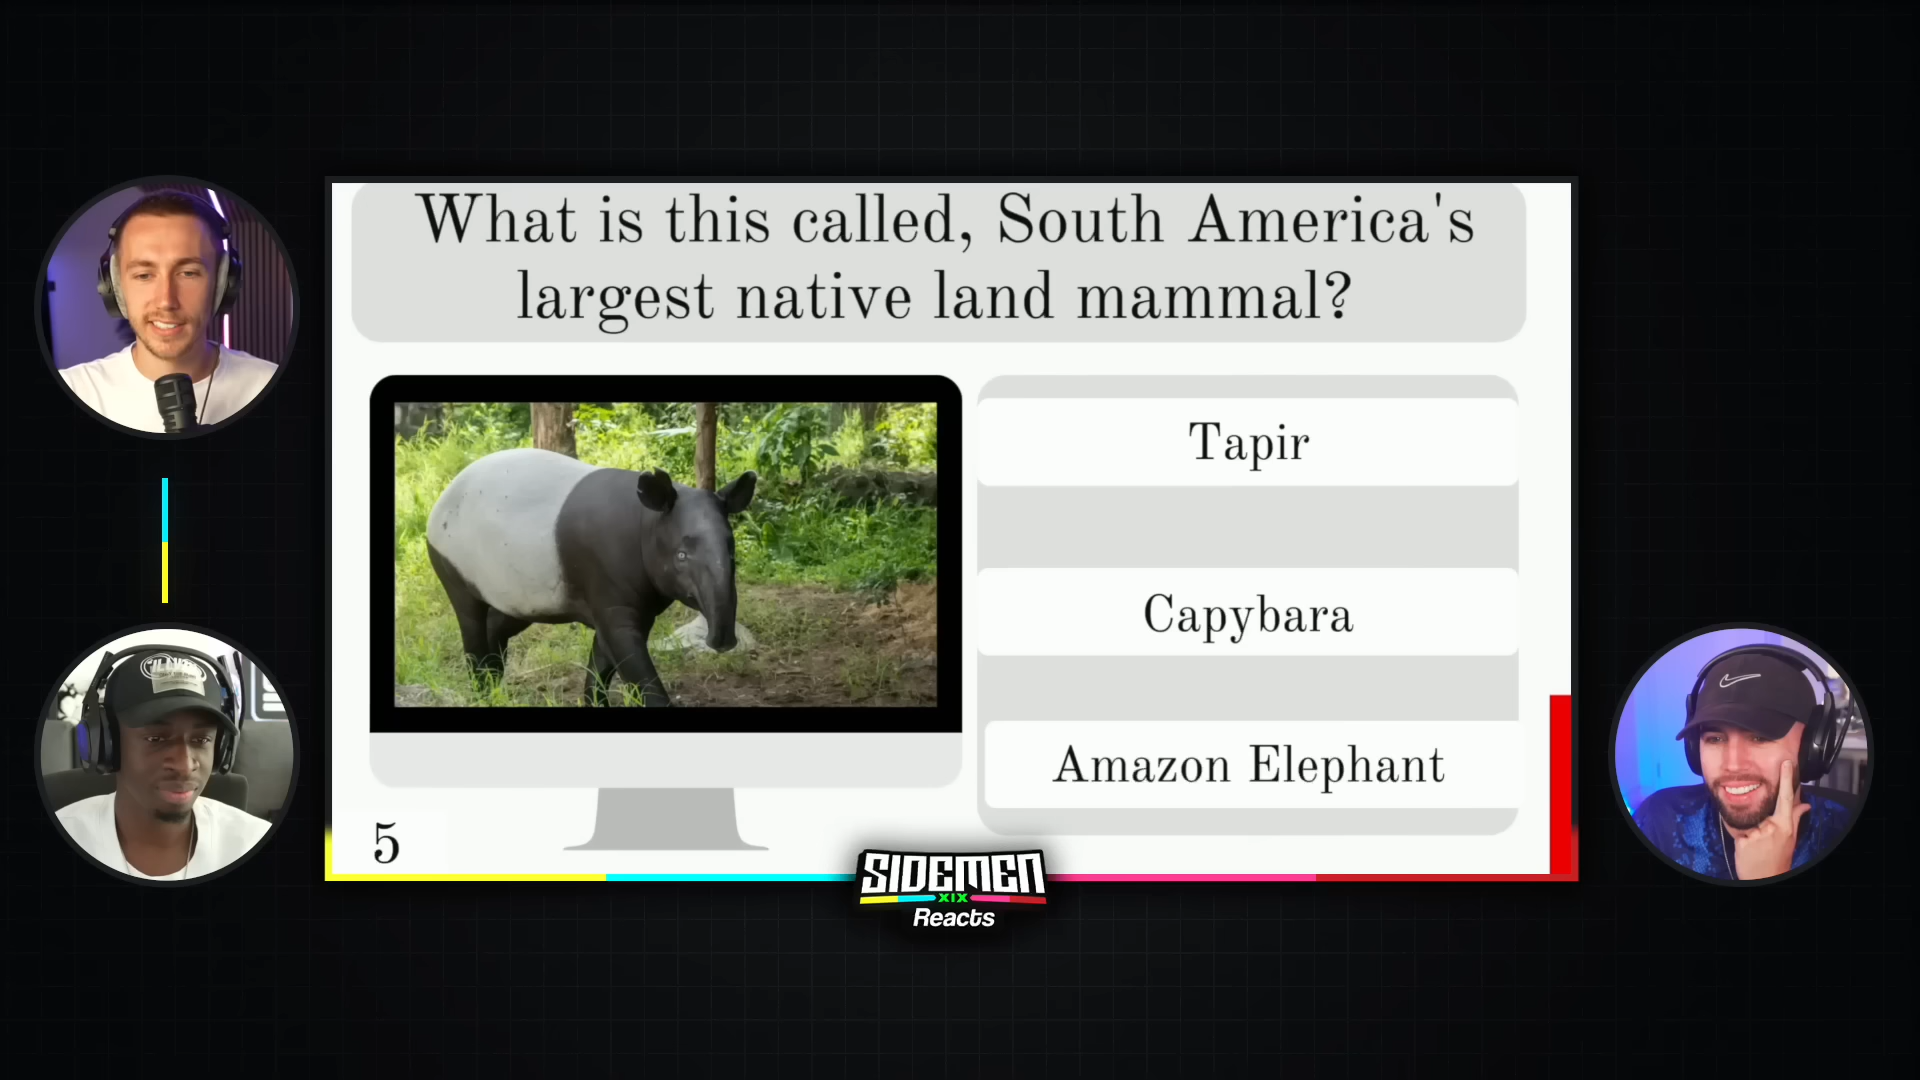 What is this called, South America's
largest native land mammal?
Tapir
Capybara
Amazon Elephant
5
SIDEMEN
XIX
Reacts